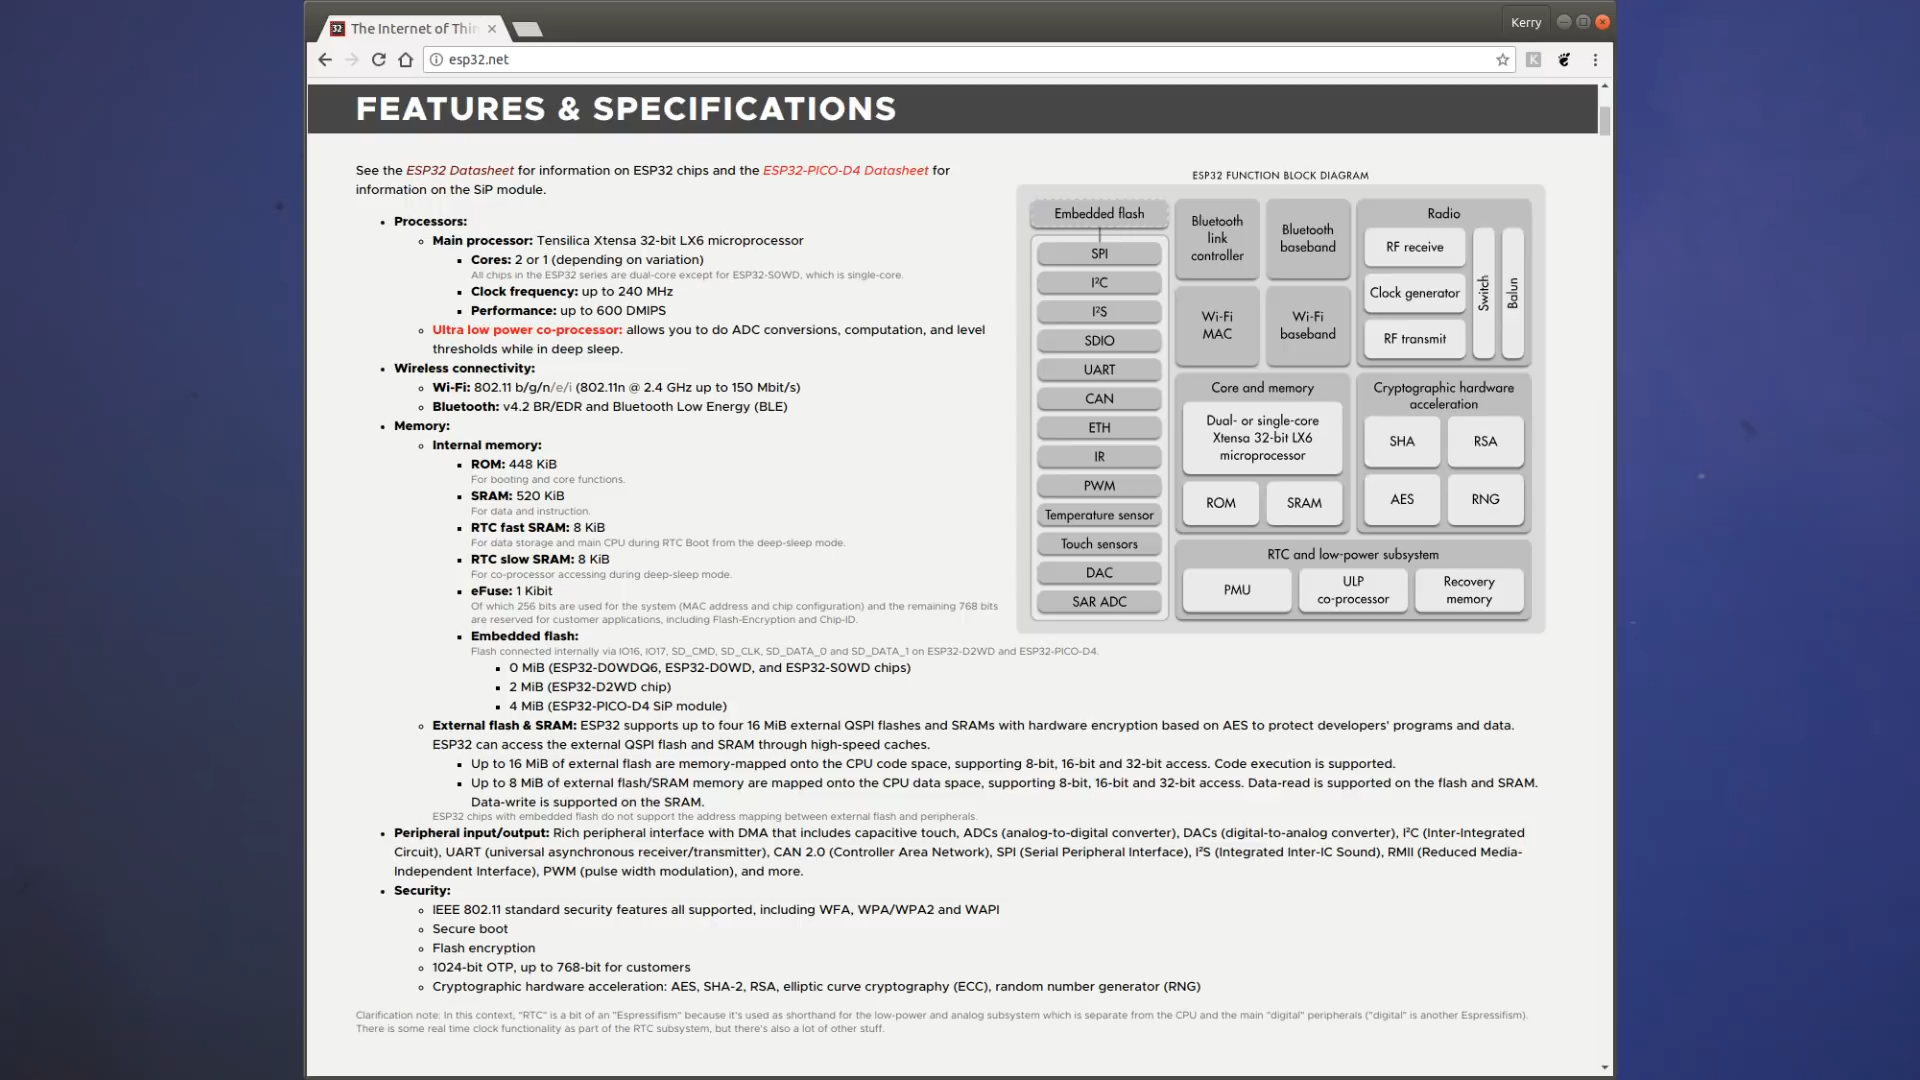 The Internet of Thin
Kerry
esp32.net
FEATURES & SPECIFICATIONS
See the ESP32 Datasheet for information on ESP32 chips and the ESP32-PICO-D4 Datasheet for
information on the SiP module.
Processors:
Main processor: Tensilica Xtensa 32-bit LX6 microprocessor
Cores: 2 or 1 (depending on variation)
All chips in the ESP32 series are dual-core except for ESP32-S0WD, which is single-core.
Clock frequency: up to 240 MHz
Performance: up to 600 DMIPS
Ultra low power co-processor: allows you to do ADC conversions, computation, and level
thresholds while in deep sleep.
Wireless connectivity:
Wi-Fi: 802.11 b/g/n/e/i (802.11n @ 2.4 GHz up to 150 Mbit/s)
Bluetooth: v4.2 BR/EDR and Bluetooth Low Energy (BLE)
Memory:
Internal memory:
ROM: 448 KiB
For booting and core functions.
SRAM: 520 KiB
For data and instruction.
RTC fast SRAM: 8 KiB
For data storage and main CPU during RTC Boot from the deep-sleep mode.
RTC slow SRAM: 8 KiB
For co-processor accessing during deep-sleep mode.
eFuse: 1 Kibit
Of which 256 bits are used for the system (MAC address and chip configuration) and the remaining 768 bits
are reserved for customer applications, including Flash-Encryption and Chip-ID.
Embedded flash:
Flash connected internally via IO16, IO17, SD_CMD, SD_CLK, SD_DATA_0 and SD_DATA_1 on ESP32-D2WD and ESP32-PICO-D4.
0 MiB (ESP32-D0WDQ6, ESP32-D0WD, and ESP32-S0WD chips)
2 MiB (ESP32-D2WD chip)
4 MiB (ESP32-PICO-D4 SiP module)
External flash & SRAM: ESP32 supports up to four 16 MiB external QSPI flashes and SRAMs with hardware encryption based on AES to protect developers' programs and data.
ESP32 can access the external QSPI flash and SRAM through high-speed caches.
Up to 16 MiB of external flash are memory-mapped onto the CPU code space, supporting 8-bit, 16-bit and 32-bit access. Code execution is supported.
Up to 8 MiB of external flash/SRAM memory are mapped onto the CPU data space, supporting 8-bit, 16-bit and 32-bit access. Data-read is supported on the flash and SRAM.
Data-write is supported on the SRAM.
ESP32 chips with embedded flash do not support the address mapping between external flash and peripherals.
Peripheral input/output: Rich peripheral interface with DMA that includes capacitive touch, ADCs (analog-to-digital converter), DACs (digital-to-analog converter), I²C (Inter-Integrated
Circuit), UART (universal asynchronous receiver/transmitter), CAN 2.0 (Controller Area Network), SPI (Serial Peripheral Interface), I²S (Integrated Inter-IC Sound), RMII (Reduced Media-
Independent Interface), PWM (pulse width modulation), and more.
Security:
IEEE 802.11 standard security features all supported, including WFA, WPA/WPA2 and WAPI
Secure boot
Flash encryption
1024-bit OTP, up to 768-bit for customers
Cryptographic hardware acceleration: AES, SHA-2, RSA, elliptic curve cryptography (ECC), random number generator (RNG)
Clarification note: In this context, "RTC" is a bit of an "Espressifism" because it's used as shorthand for the low-power and analog subsystem which is separate from the CPU and the main "digital" peripherals ("digital" is another Espressifism).
There is some real time clock functionality as part of the RTC subsystem, but there's also a lot of other stuff.
ESP32 FUNCTION BLOCK DIAGRAM
Embedded flash
SPI
I²C
I²S
SDIO
UART
CAN
ETH
IR
PWM
Temperature sensor
Touch sensors
DAC
SAR ADC
Bluetooth
link
controller
Bluetooth
baseband
Wi-Fi
MAC
Wi-Fi
baseband
Radio
RF receive
Clock generator
RF transmit
Switch
Balun
Core and memory
Dual- or single-core
Xtensa 32-bit LX6
microprocessor
ROM
SRAM
Cryptographic hardware
acceleration
SHA
RSA
AES
RNG
RTC and low-power subsystem
PMU
ULP
co-processor
Recovery
memory